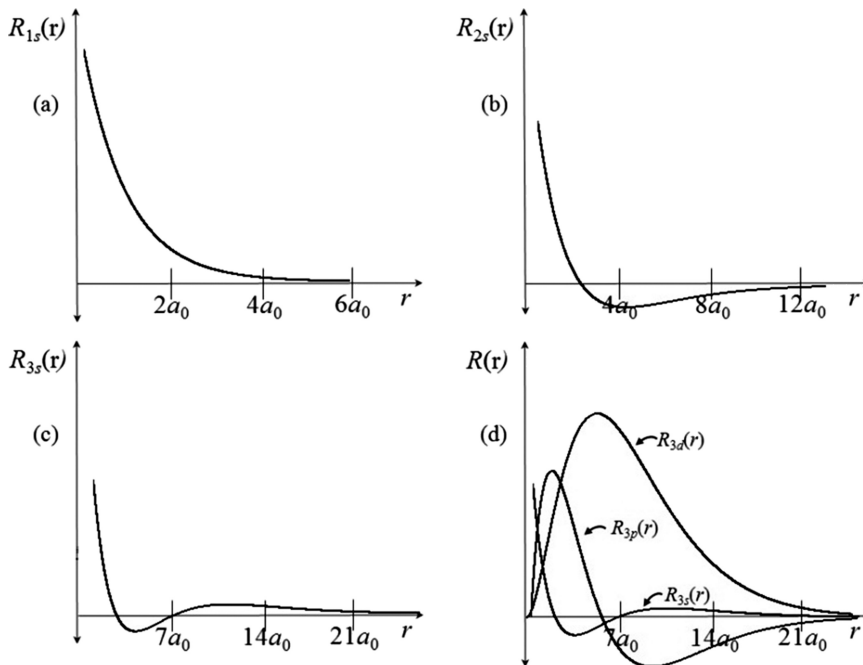 R₁ₛ(r)
(a)
2a₀ 4a₀ 6a₀ r
R₂ₛ(r)
(b)
4a₀ 8a₀ 12a₀ r
R₃ₛ(r)
(c)
7a₀ 14a₀ 21a₀ r
R(r)
(d)
R₃d(r)
R₃ₚ(r)
R₃ₛ(r)
7a₀ 14a₀ 21a₀ r